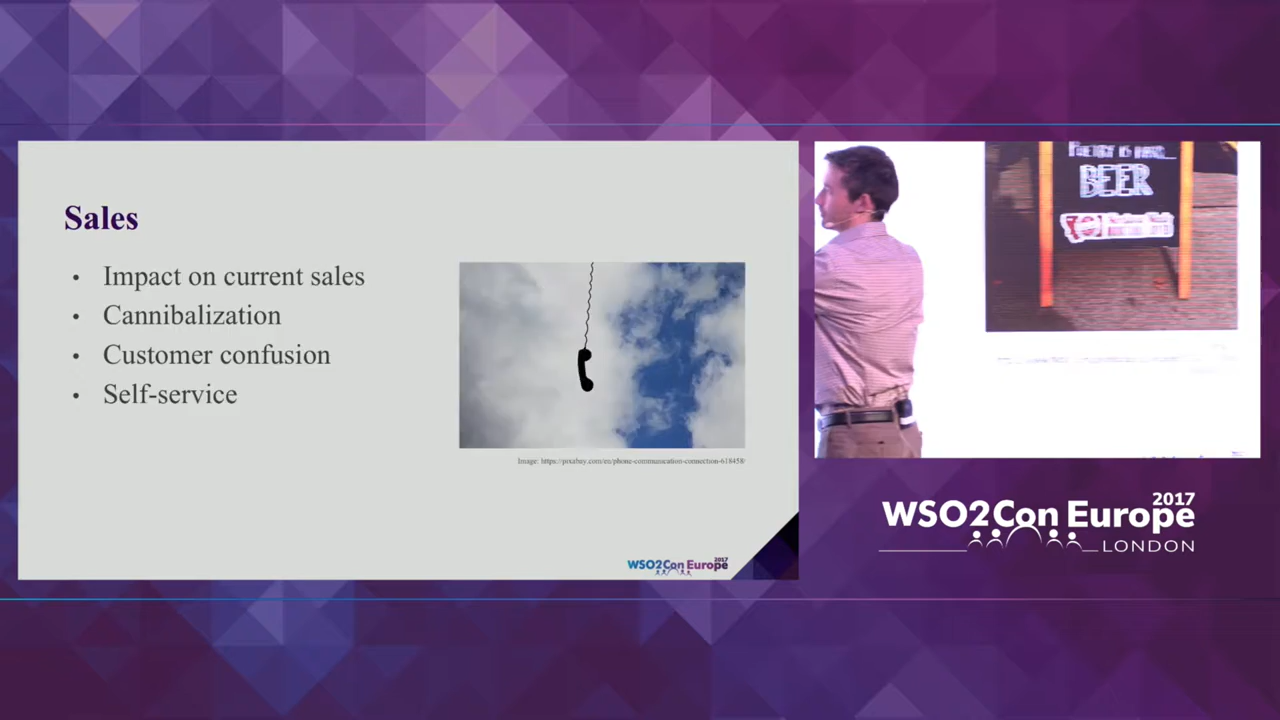 Sales
• Impact on current sales
• Cannibalization
• Customer confusion
• Self-service
Image: https://pixabay.com/en/phone-communication-connection-618458/
WSO2Con Europe 2017
BEER
WSO2Con Europe 2017
LONDON